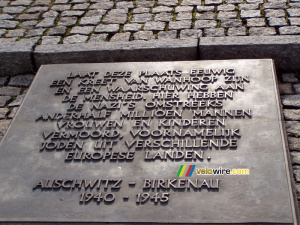 LAAT DEZE PLAATS EEUWIG
EEN KREET VAN WANHOOP ZIJN
EN EEN WAARSCHUWING AAN
DE MENSHEID HIER HEBBEN
DE NAZI'S OMSTREEKS
ANDERHALF MILLIOEN MANNEN
VROUWEN EN KINDEREN
VERMOORD, VOORNAMELIJK
JODEN UIT VERSCHILLENDE
EUROPESE LANDEN.
AUSCHWITZ - BIRKENAU
1940 - 1945
velowire.com